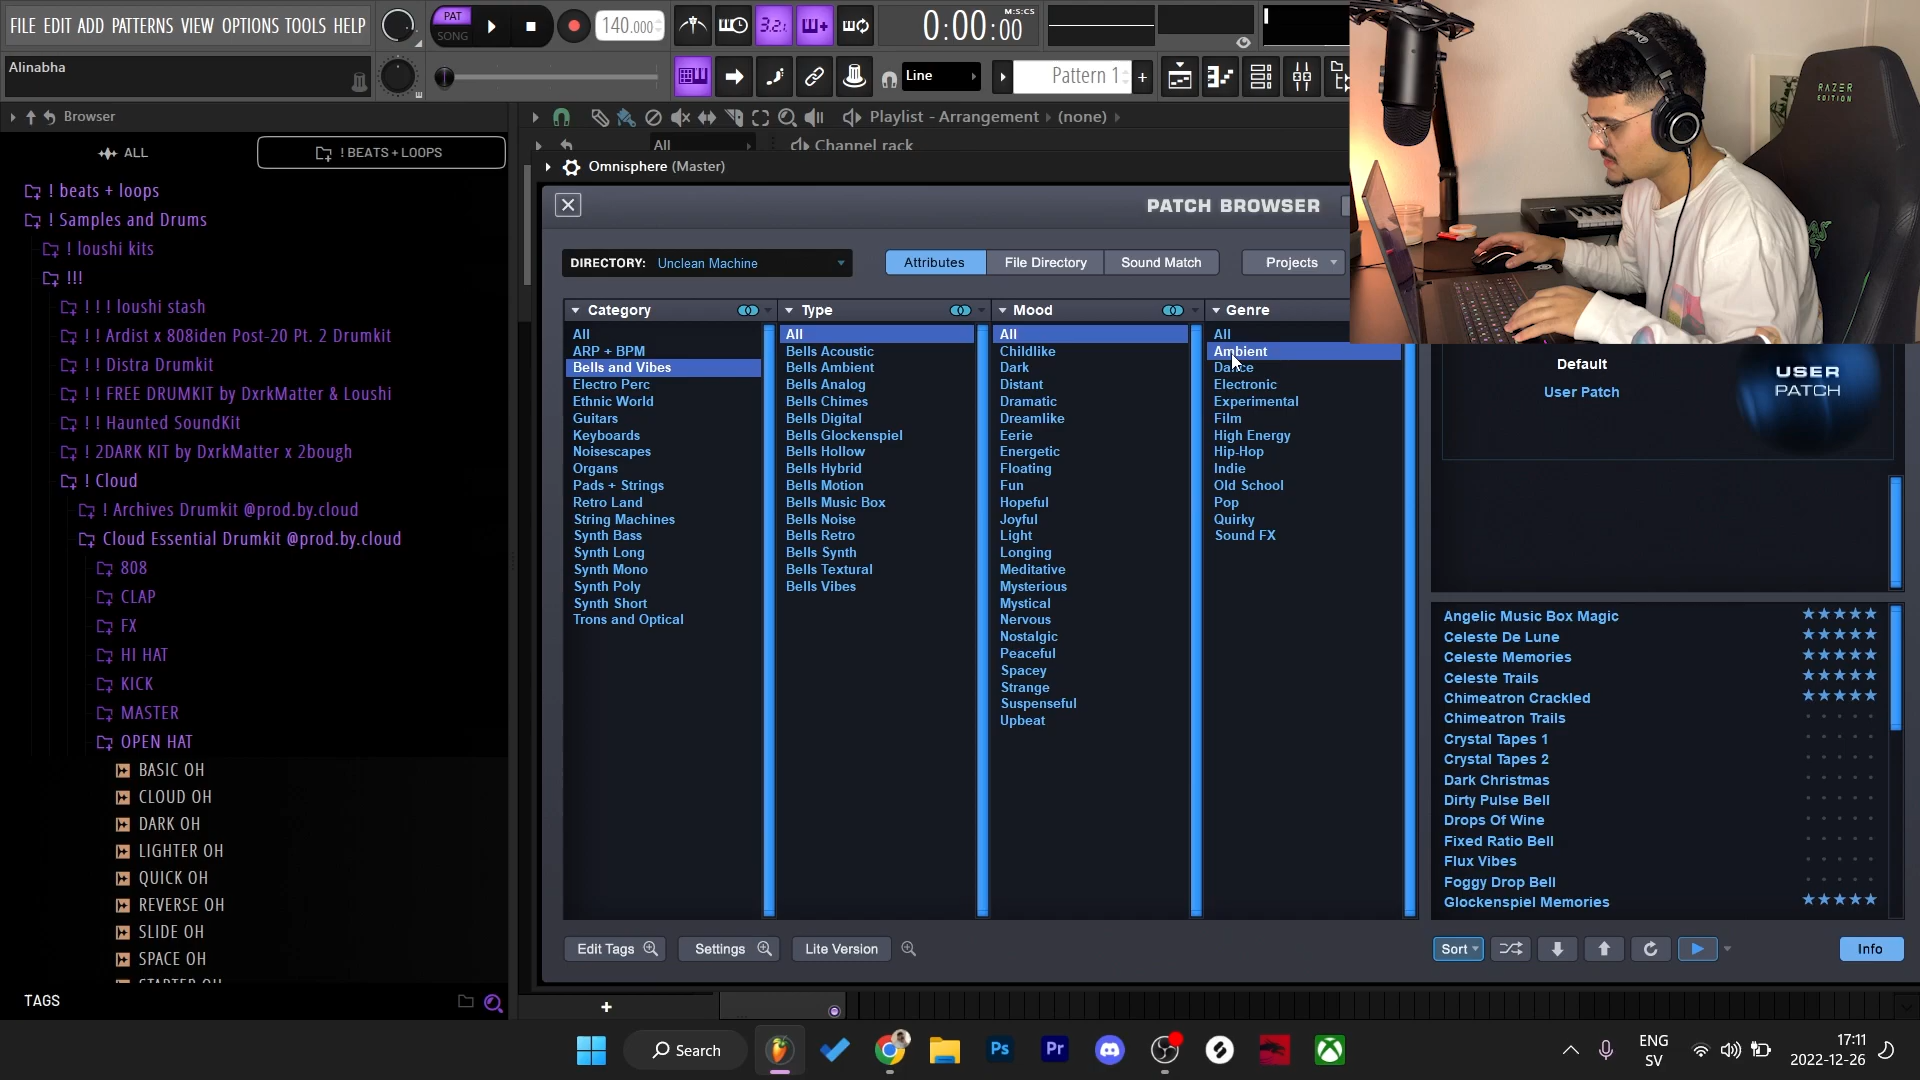 FILE EDIT ADD PATTERNS VIEW OPTIONS TOOLS HELP
PAT
SONG
140.000
3.2.
0:00:00
M:S:CS
Alinabha
Line
Pattern 1
+
Browser
Playlist - Arrangement
(none)
ALL
! BEATS + LOOPS
All
Channel rack
! beats + loops
! Samples and Drums
! loushi kits
!!!
! ! ! loushi stash
! ! Ardist x 808iden Post-20 Pt. 2 Drumkit
! ! Distra Drumkit
! ! FREE DRUMKIT by DxrkMatter & Loushi
! ! Haunted SoundKit
! 2DARK KIT by DxrkMatter x 2bough
! Cloud
! Archives Drumkit @prod.by.cloud
Cloud Essential Drumkit @prod.by.cloud
808
CLAP
FX
HI HAT
KICK
MASTER
OPEN HAT
BASIC OH
CLOUD OH
DARK OH
LIGHTER OH
QUICK OH
REVERSE OH
SLIDE OH
SPACE OH
STARTER OH
TAGS
Omnisphere (Master)
PATCH BROWSER
DIRECTORY: Unclean Machine
Attributes
File Directory
Sound Match
Projects
Category
All
ARP + BPM
Bells and Vibes
Electro Perc
Ethnic World
Guitars
Keyboards
Noisescapes
Organs
Pads + Strings
Retro Land
String Machines
Synth Bass
Synth Long
Synth Mono
Synth Poly
Synth Short
Trons and Optical
Type
All
Bells Acoustic
Bells Ambient
Bells Analog
Bells Chimes
Bells Digital
Bells Glockenspiel
Bells Hollow
Bells Hybrid
Bells Motion
Bells Music Box
Bells Noise
Bells Retro
Bells Synth
Bells Textural
Bells Vibes
Mood
All
Childlike
Dark
Distant
Dramatic
Dreamlike
Eerie
Energetic
Floating
Fun
Hopeful
Joyful
Light
Longing
Meditative
Mysterious
Mystical
Nervous
Nostalgic
Peaceful
Spacey
Strange
Suspenseful
Upbeat
Genre
All
Ambient
Dance
Electronic
Experimental
Film
High Energy
Hip-Hop
Indie
Old School
Pop
Quirky
Sound FX
RAZER
EDITION
Default
User Patch
USER
PATCH
Angelic Music Box Magic
Celeste De Lune
Celeste Memories
Celeste Trails
Chimeatron Crackled
Chimeatron Trails
Crystal Tapes 1
Crystal Tapes 2
Dark Christmas
Dirty Pulse Bell
Drops Of Wine
Fixed Ratio Bell
Flux Vibes
Foggy Drop Bell
Glockenspiel Memories
Edit Tags
Settings
Lite Version
Sort
Info
+
Search
Ps
Pr
ENG
SV
17:11
2022-12-26